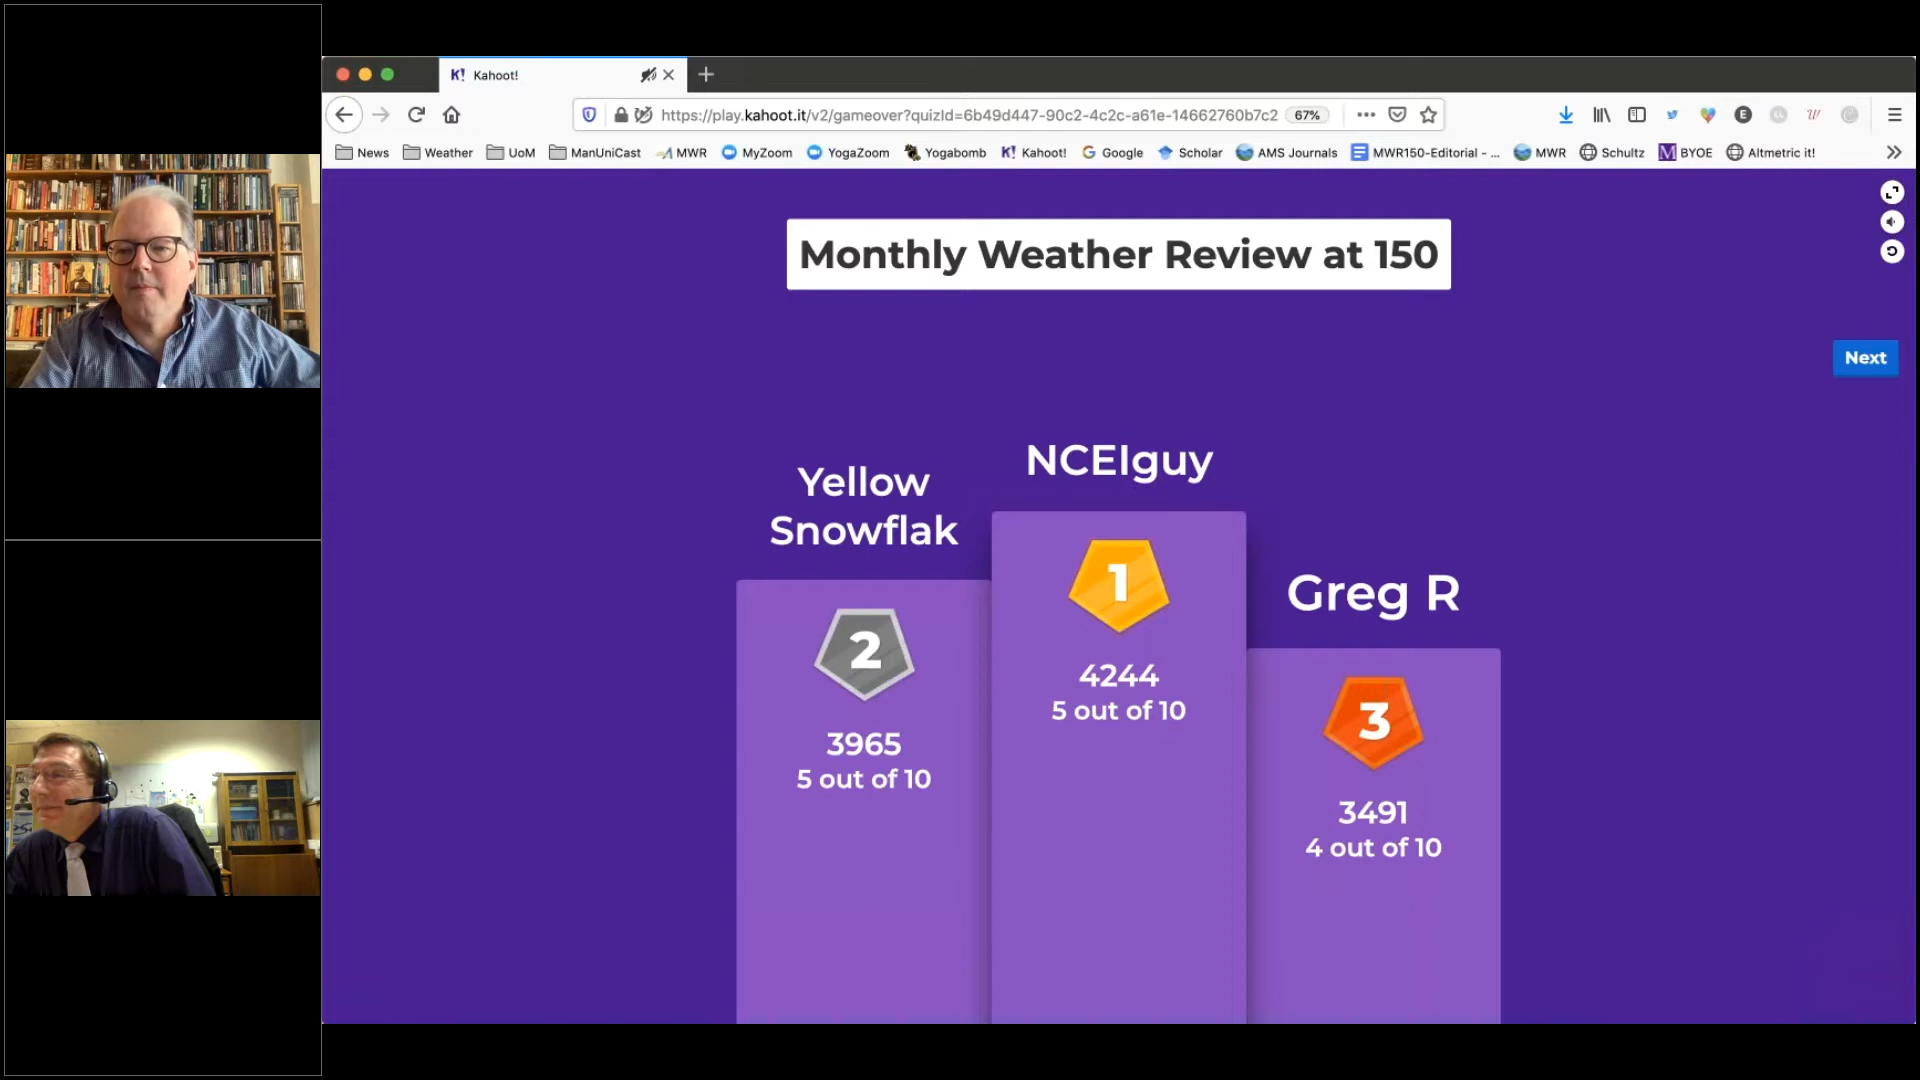 K! Kahoot!
https://play.kahoot.it/v2/gameover?quizId=6b49d447-90c2-4c2c-a61e-14662760b7c2 67%
News Weather UoM ManUniCast MWR MyZoom YogaZoom Yogabomb K! Kahoot! Google Scholar AMS Journals MWR150-Editorial - ... MWR Schultz BYOE Altmetric it!
Monthly Weather Review at 150
Next
NCEIguy
Yellow
Snowflak
1
4244
5 out of 10
Greg R
2
3965
5 out of 10
3
3491
4 out of 10